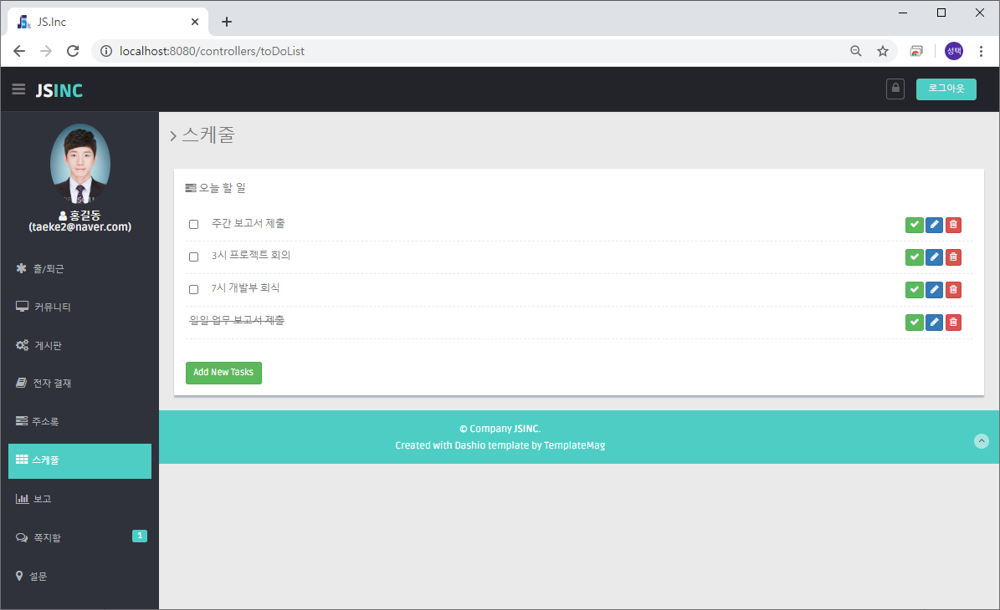 JS.Inc
localhost:8080/controllers/toDoList
선택
JSINC
로그아웃
홍길동
(taeke2@naver.com)
출/퇴근
커뮤니티
게시판
전자 결재
주소록
스케쥴
보고
쪽지함
1
설문
스케줄
오늘 할 일
주간 보고서 제출
3시 프로젝트 회의
7시 개발부 회식
일일 업무 보고서 제출
Add New Tasks
© Company JSINC.
Created with Dashio template by TemplateMag